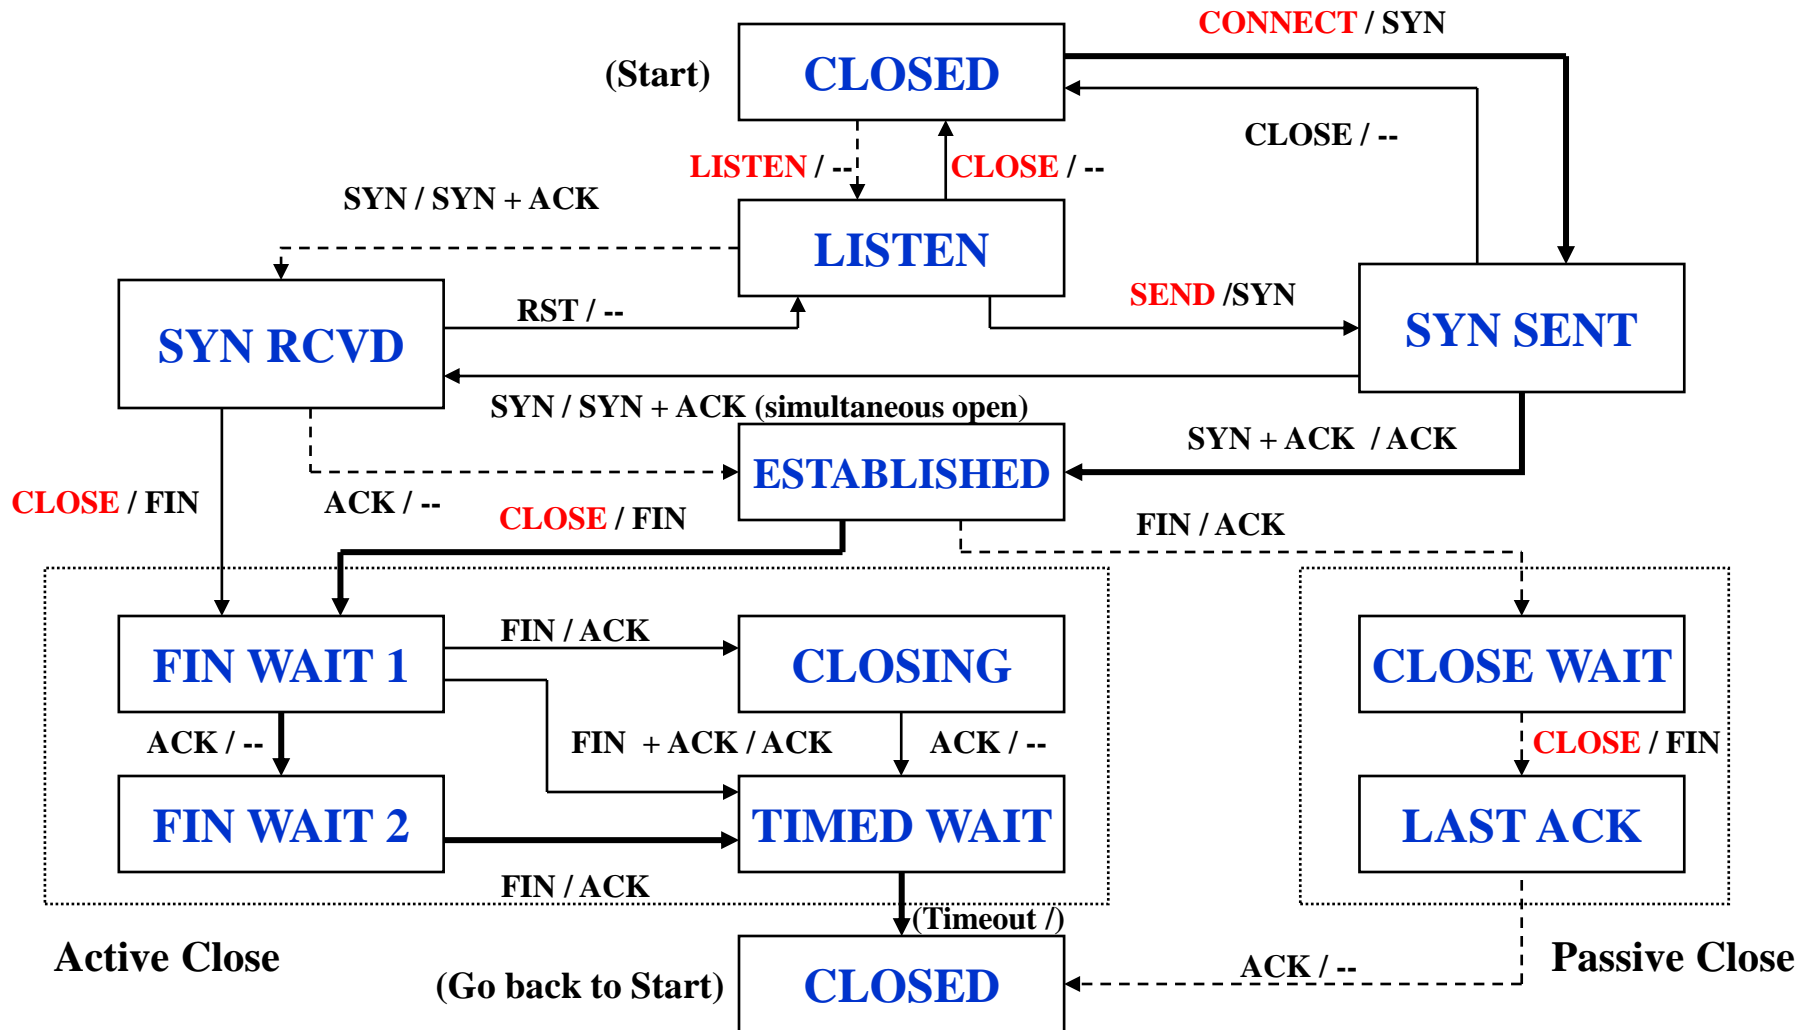 CONNECT / SYN
(Start)
CLOSED
CLOSE / --
LISTEN / --
CLOSE / --
SYN / SYN + ACK
LISTEN
SEND /SYN
RST / --
SYN RCVD
SYN SENT
SYN / SYN + ACK (simultaneous open)
SYN + ACK / ACK
ESTABLISHED
CLOSE / FIN
ACK / --
CLOSE / FIN
FIN / ACK
FIN / ACK
FIN WAIT 1
CLOSING
CLOSE WAIT
ACK / --
FIN + ACK / ACK
ACK / --
CLOSE / FIN
FIN WAIT 2
TIMED WAIT
LAST ACK
FIN / ACK
(Timeout /)
Active Close
Passive Close
ACK / --
(Go back to Start)
CLOSED